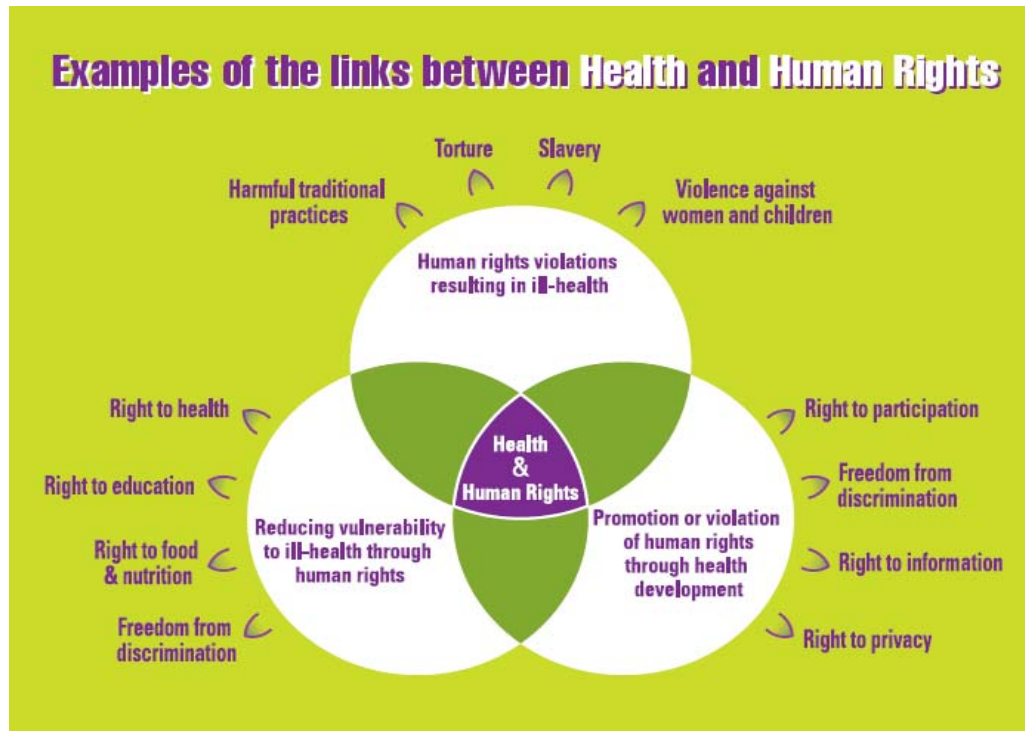 Examples of the links between Health and Human Rights
Torture
Slavery
Harmful traditional
practices
Violence against
women and children
Human rights violations
resulting in ill-health
Right to health
Right to education
Right to food
& nutrition
Freedom from
discrimination
Reducing vulnerability
to ill-health through
human rights
Health
&
Human Rights
Promotion or violation
of human rights
through health
development
Right to participation
Freedom from
discrimination
Right to information
Right to privacy